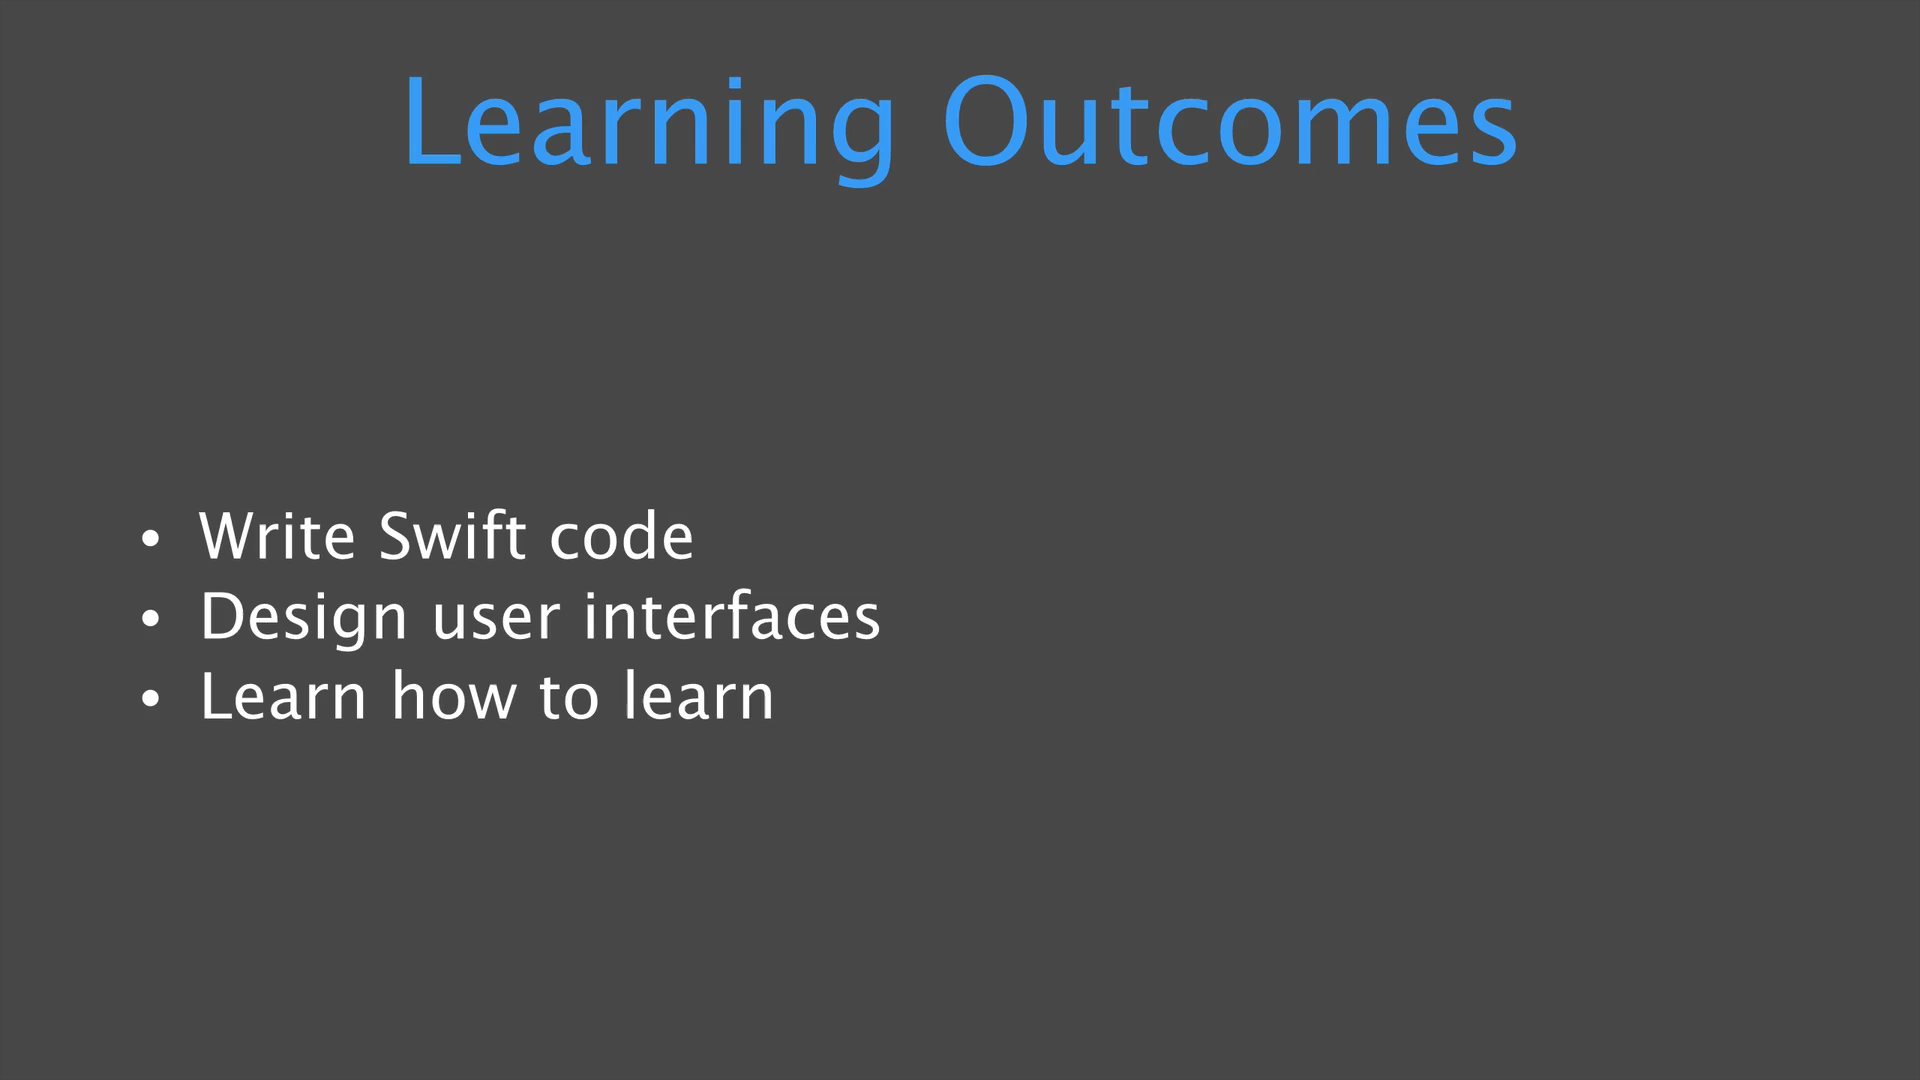 Learning Outcomes
• Write Swift code
• Design user interfaces
• Learn how to learn